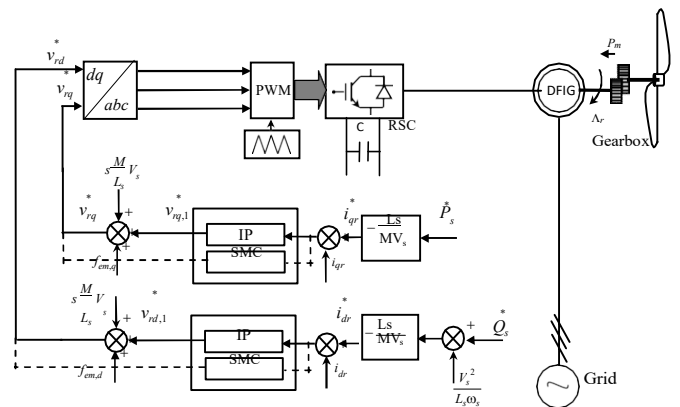 v*rd
v*rq
dq
abc
PWM
C
RSC
DFIG
Pm
Λr
Gearbox
s M/Ls Vs
+
v*rq
+
fem,q
v*rq,1
IP
SMC
i*qr
iqr
− Ls/MVs
P*s
s M/Ls Vs
+
+
fem,d
v*rd,1
IP
SMC
i*dr
idr
− Ls/MVs
+
Q*s
Vs²/Lsωs
Grid